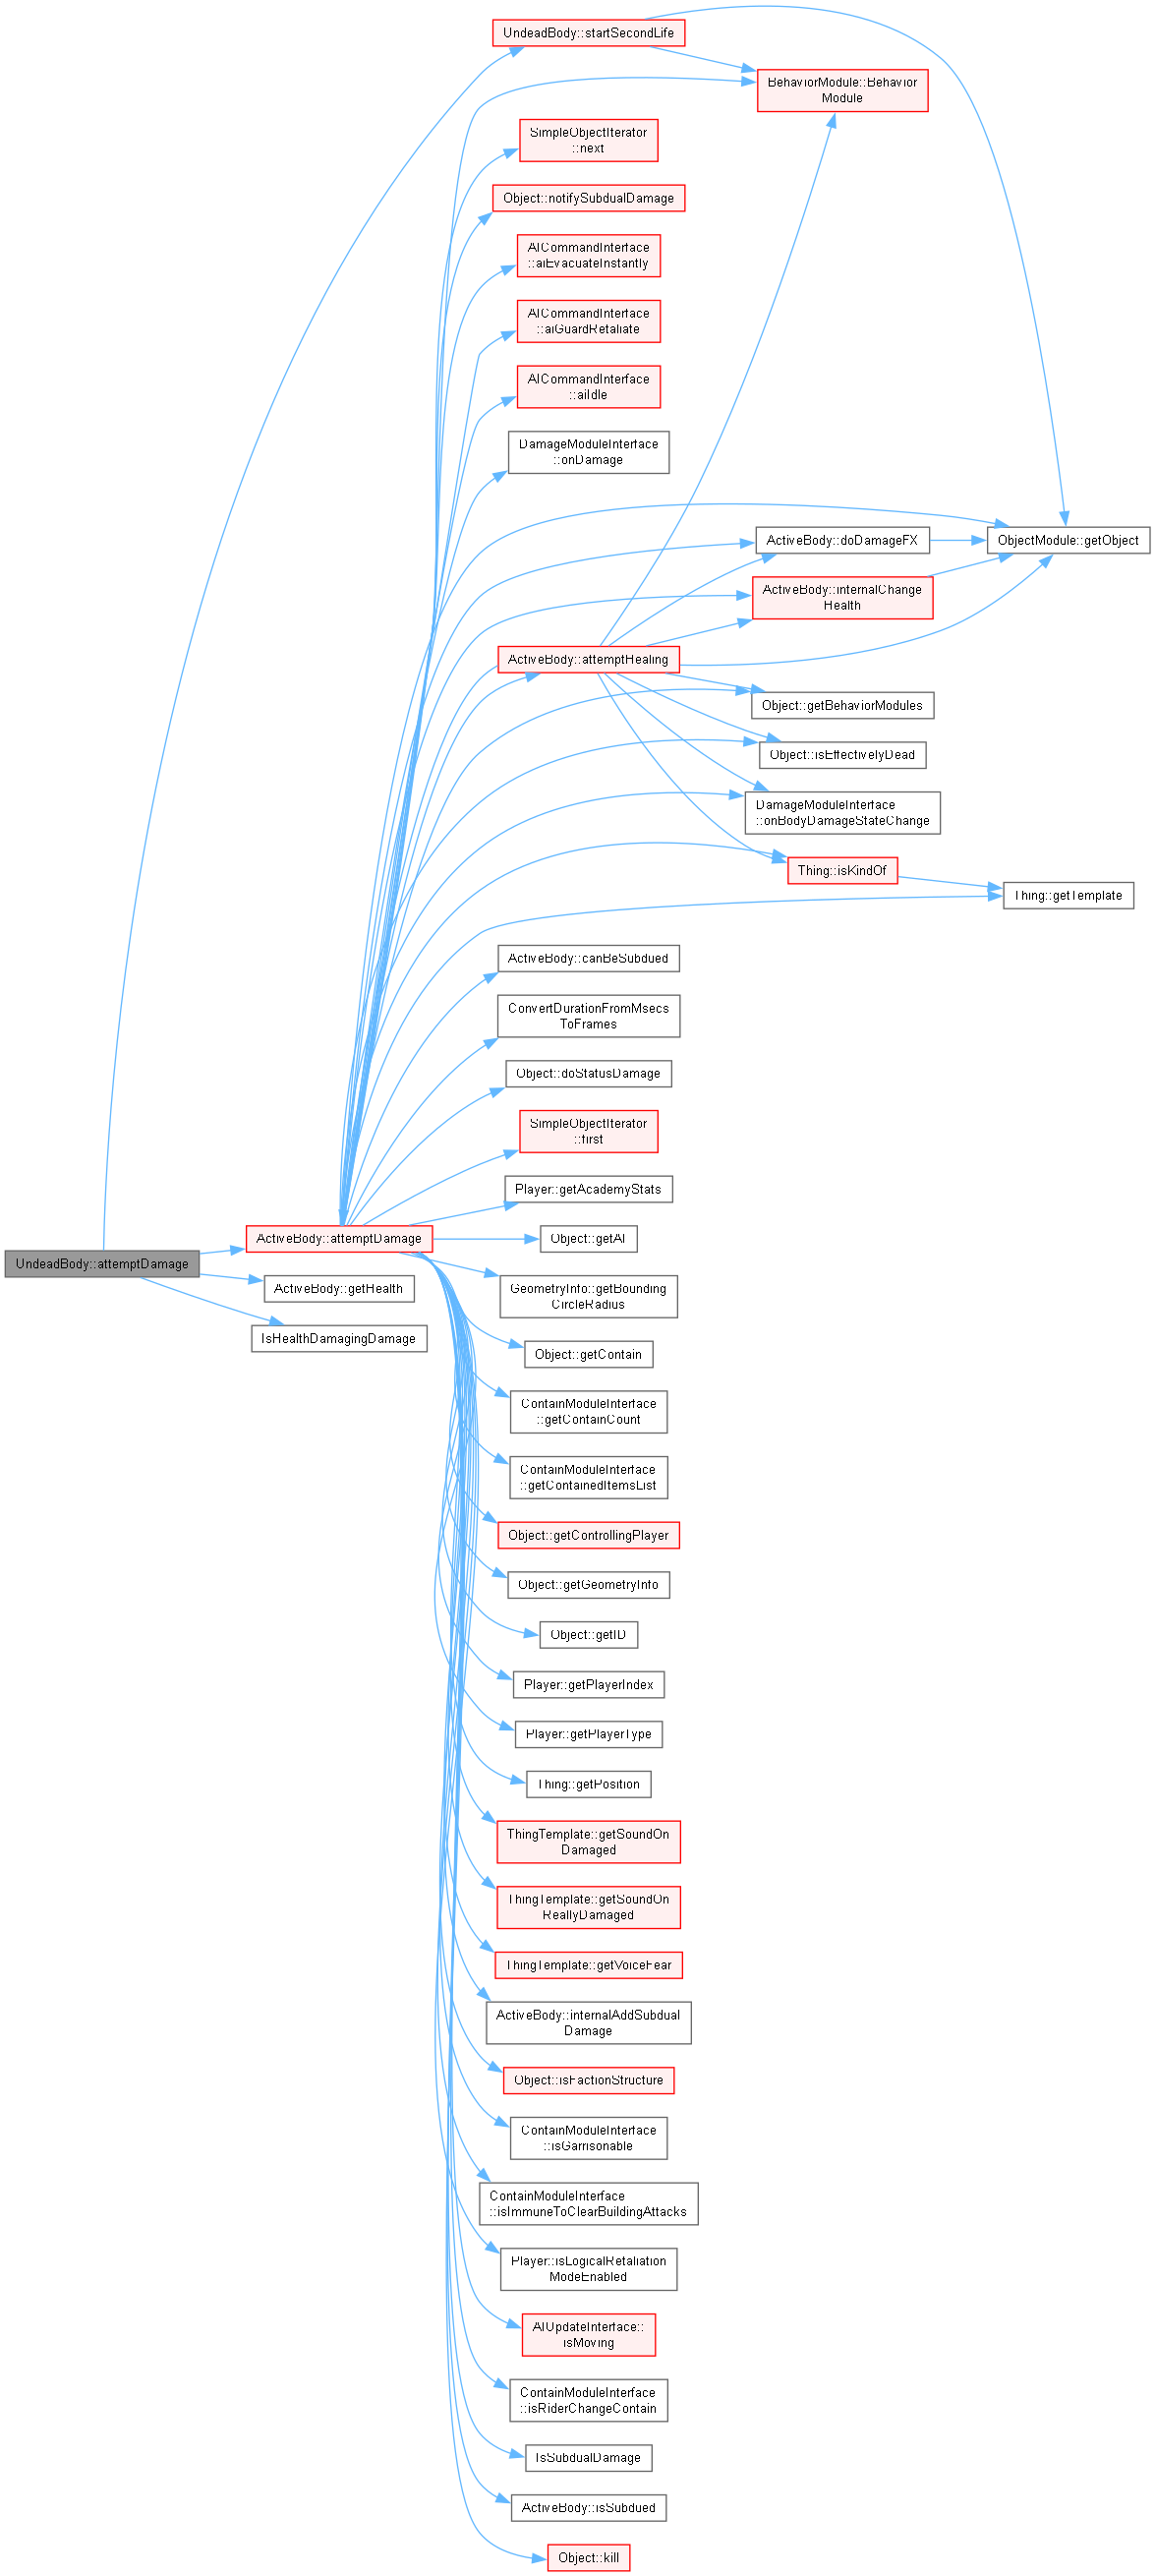 UndeadBody::startSecondLife
BehaviorModule::Behavior
Module
SimpleObjectIterator
::next
Object::notifySubdualDamage
AICommandInterface
::aiEvacuateInstantly
AICommandInterface
::aiGuardRetaliate
AICommandInterface
::aiIdle
DamageModuleInterface
::onDamage
ActiveBody::doDamageFX
ObjectModule::getObject
ActiveBody::internalChange
Health
ActiveBody::attemptHealing
Object::getBehaviorModules
Object::isEffectivelyDead
DamageModuleInterface
::onBodyDamageStateChange
Thing::isKindOf
Thing::getTemplate
ActiveBody::canBeSubdued
ConvertDurationFromMsecs
ToFrames
Object::doStatusDamage
SimpleObjectIterator
::first
Player::getAcademyStats
ActiveBody::attemptDamage
Object::getAI
UndeadBody::attemptDamage
ActiveBody::getHealth
GeometryInfo::getBounding
CircleRadius
IsHealthDamagingDamage
Object::getContain
ContainModuleInterface
::getContainCount
ContainModuleInterface
::getContainedItemsList
Object::getControllingPlayer
Object::getGeometryInfo
Object::getID
Player::getPlayerIndex
Player::getPlayerType
Thing::getPosition
ThingTemplate::getSoundOn
Damaged
ThingTemplate::getSoundOn
ReallyDamaged
ThingTemplate::getVoiceFear
ActiveBody::internalAddSubdual
Damage
Object::isFactionStructure
ContainModuleInterface
::isGarrisonable
ContainModuleInterface
::isImmuneToClearBuildingAttacks
Player::isLogicalRetaliation
ModeEnabled
AIUpdateInterface::
isMoving
ContainModuleInterface
::isRiderChangeContain
IsSubdualDamage
ActiveBody::isSubdued
Object::kill